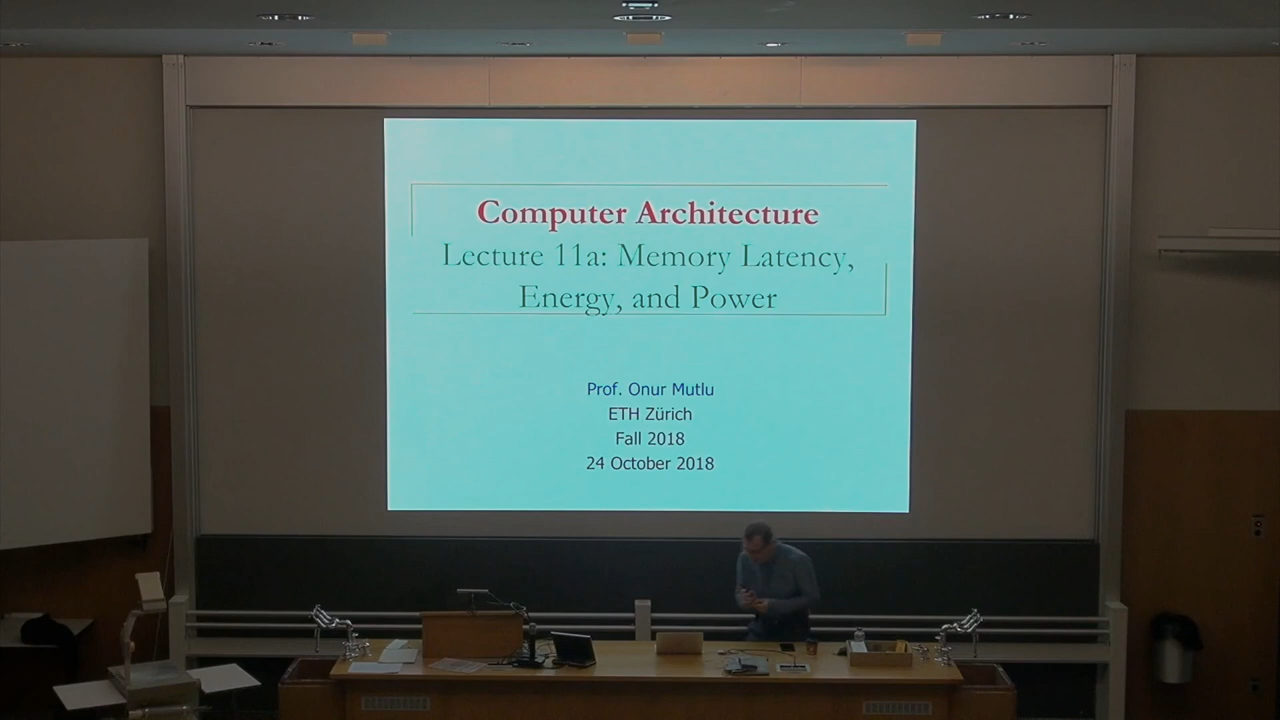 Computer Architecture
Lecture 11a: Memory Latency,
Energy, and Power
Prof. Onur Mutlu
ETH Zürich
Fall 2018
24 October 2018